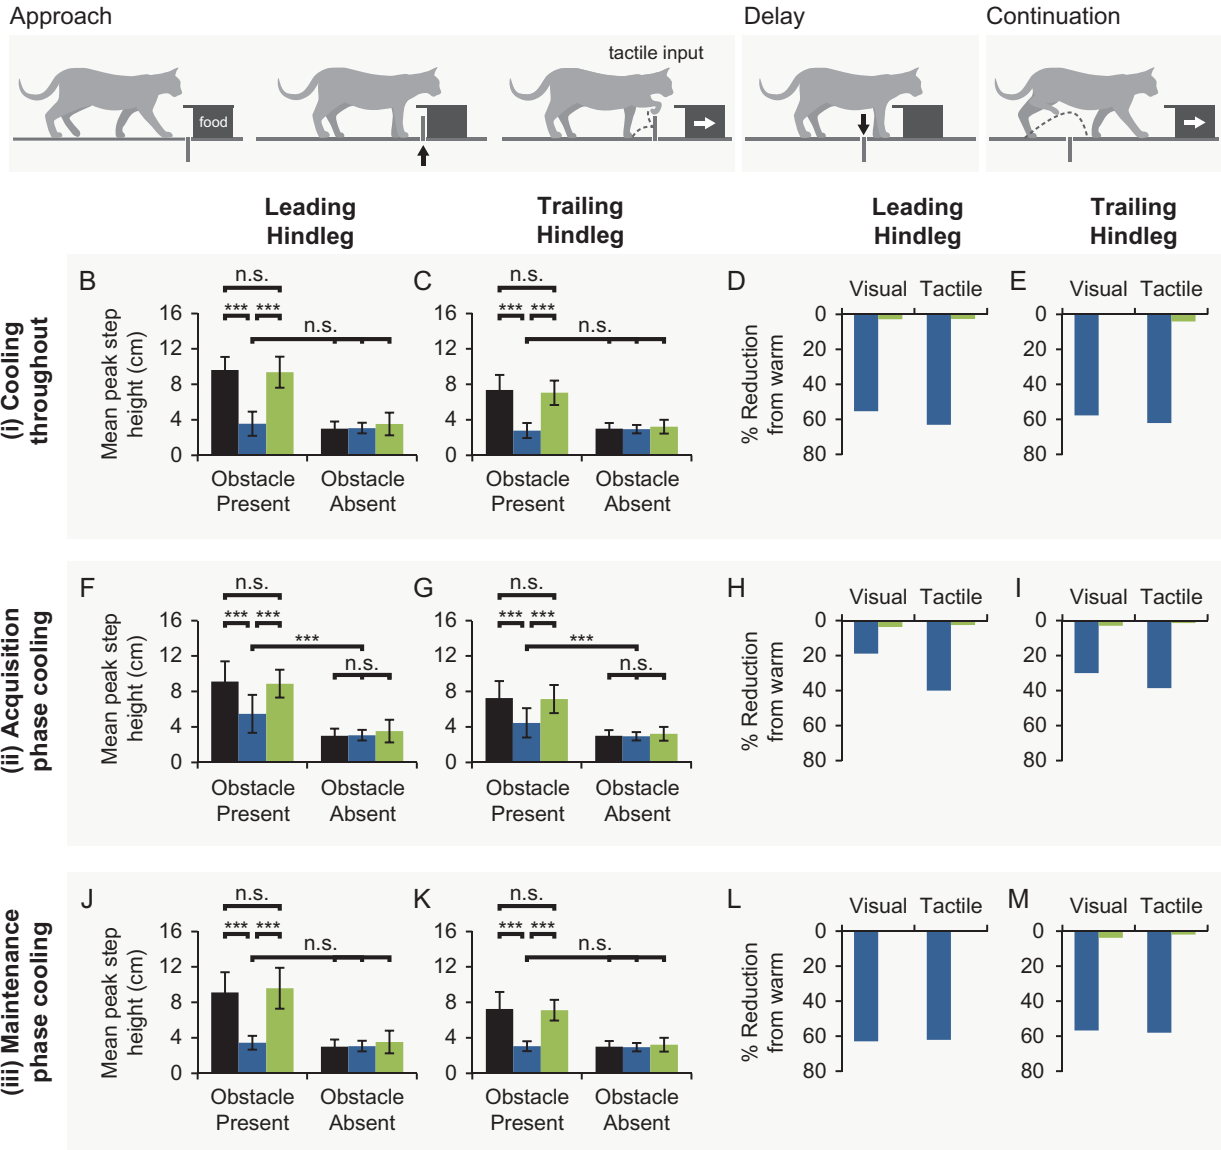 Approach
Delay
Continuation
tactile input
food
Leading
Hindleg
Trailing
Hindleg
Leading
Hindleg
Trailing
Hindleg
(i) Cooling
throughout
B
n.s.
*** ***
n.s.
Mean peak step
height (cm)
16
12
8
4
0
Obstacle
Present
Obstacle
Absent
C
n.s.
*** ***
n.s.
16
12
8
4
0
Obstacle
Present
Obstacle
Absent
D
Visual Tactile
% Reduction
from warm
0
20
40
60
80
E
Visual Tactile
0
20
40
60
80
(ii) Acquisition
phase cooling
F
n.s.
*** ***
***
n.s.
Mean peak step
height (cm)
16
12
8
4
0
Obstacle
Present
Obstacle
Absent
G
n.s.
*** ***
***
n.s.
16
12
8
4
0
Obstacle
Present
Obstacle
Absent
H
Visual Tactile
% Reduction
from warm
0
20
40
60
80
I
Visual Tactile
0
20
40
60
80
(iii) Maintenance
phase cooling
J
n.s.
*** ***
n.s.
Mean peak step
height (cm)
16
12
8
4
0
Obstacle
Present
Obstacle
Absent
K
n.s.
*** ***
n.s.
16
12
8
4
0
Obstacle
Present
Obstacle
Absent
L
Visual Tactile
% Reduction
from warm
0
20
40
60
80
M
Visual Tactile
0
20
40
60
80